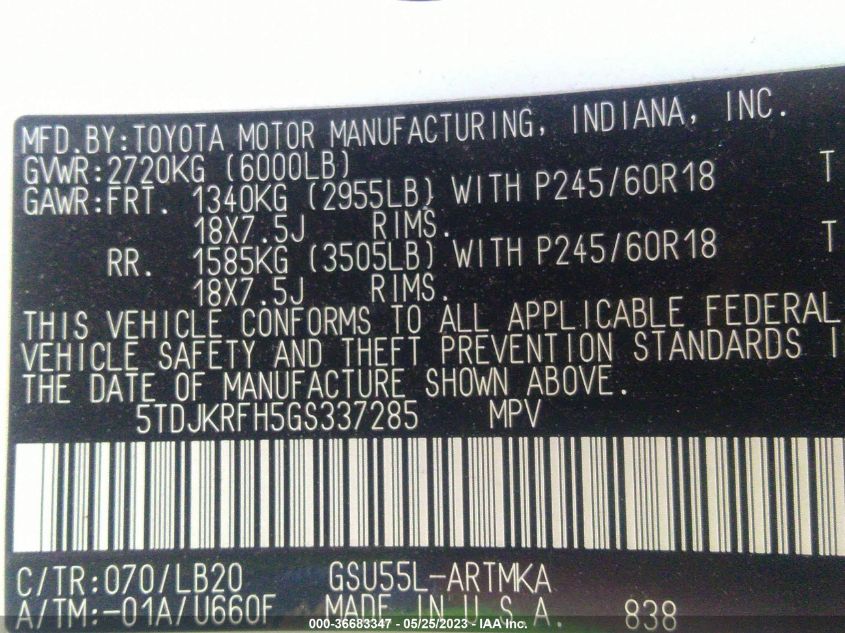 MFD.BY:TOYOTA MOTOR MANUFACTURING, INDIANA, INC.
GVWR:2720KG (6000LB)
GAWR:FRT. 1340KG (2955LB) WITH P245/60R18 T
18X7.5J RIMS.
RR. 1585KG (3505LB) WITH P245/60R18 T
18X7.5J RIMS.
THIS VEHICLE CONFORMS TO ALL APPLICABLE FEDERAL
VEHICLE SAFETY AND THEFT PREVENTION STANDARDS I
THE DATE OF MANUFACTURE SHOWN ABOVE.
5TDJKRFH5GS337285 MPV
C/TR:070/LB20 GSU55L-ARTMKA
A/TM:-01A/U660F MADE IN U.S.A. 838
000-36683347 - 05/25/2023 - IAA Inc.